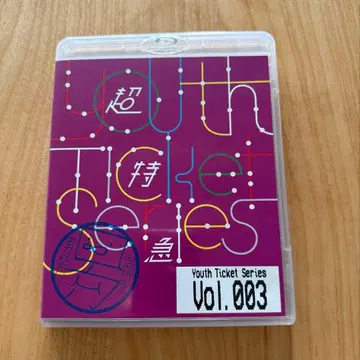 Youth
超
Ticket
特
Series
急
Youth Ticket Series
Vol.003